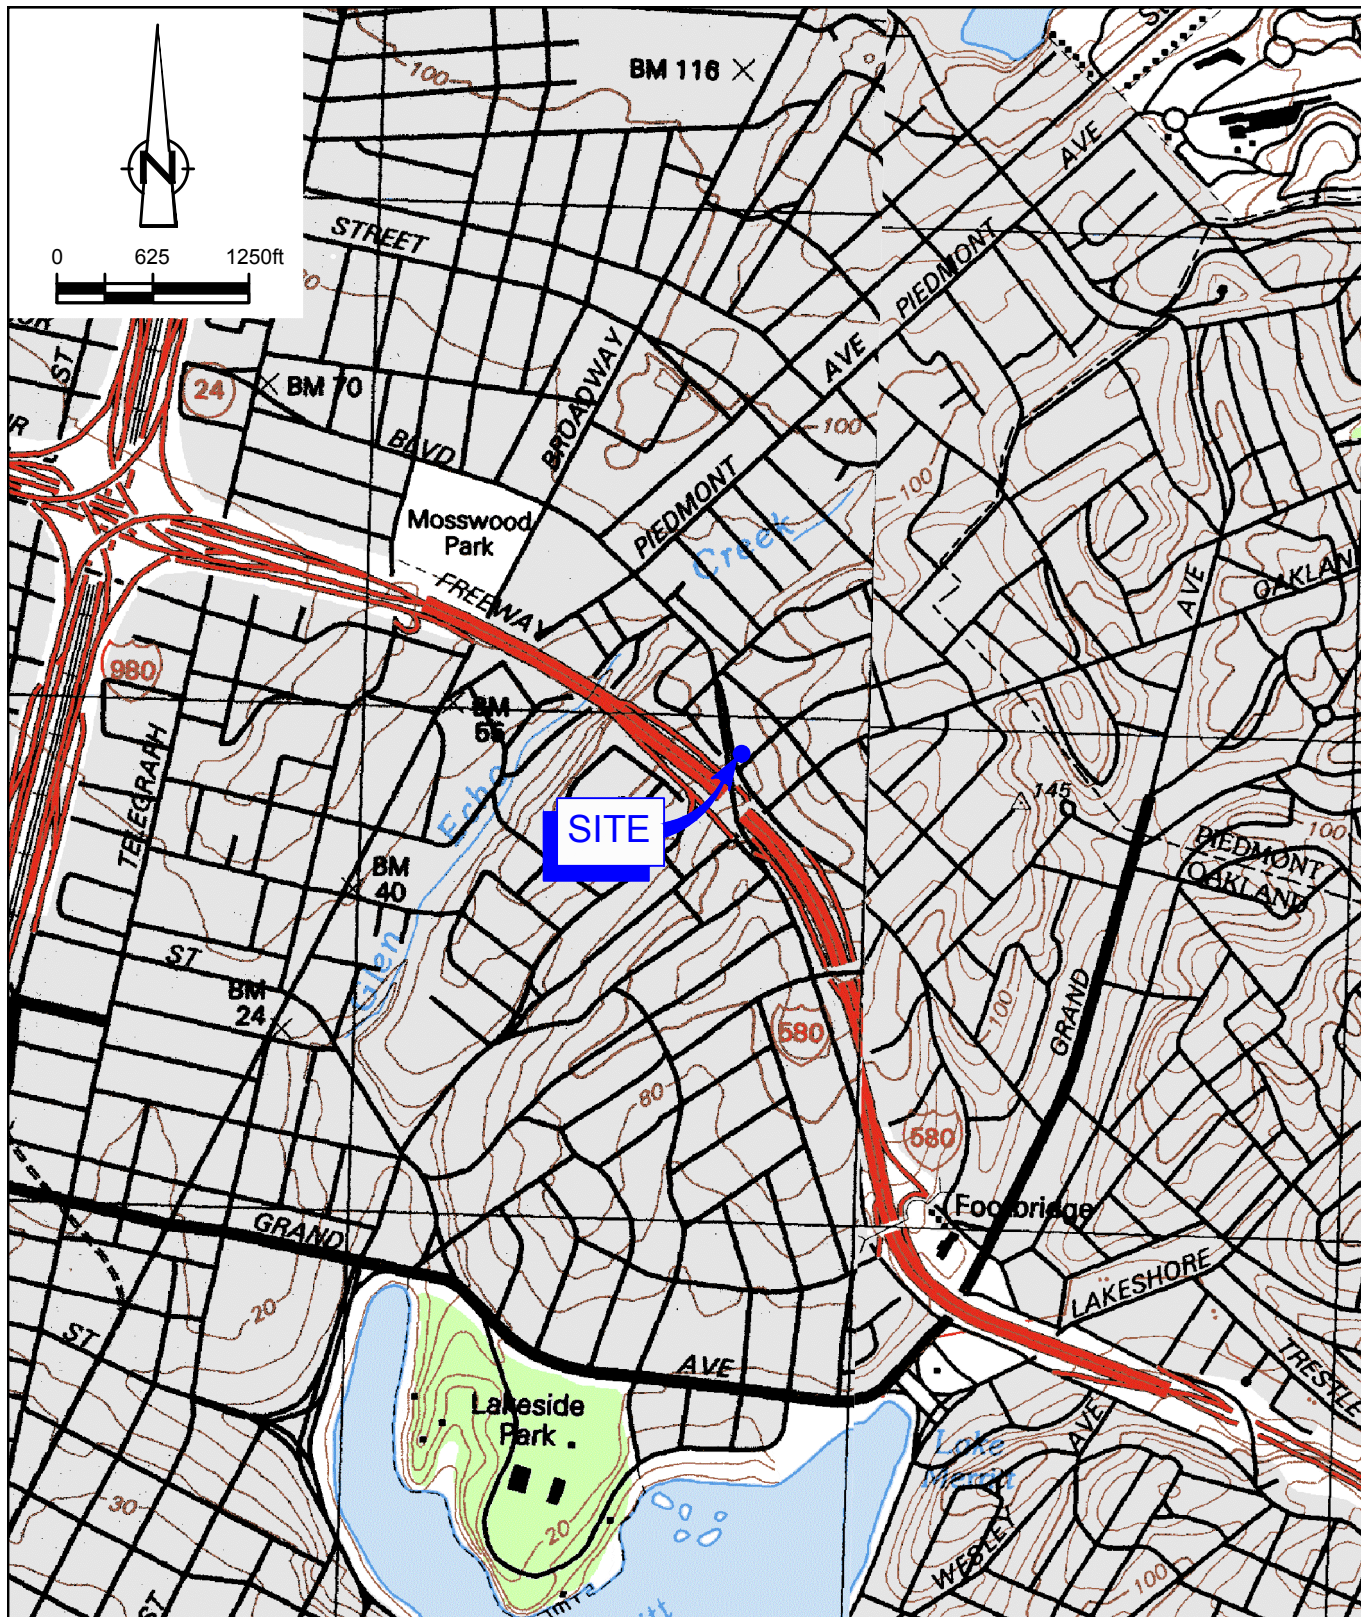 N
0 625 1250ft
BM 116
100
AVE
STREET
PIEDMONT
ST
24
BM 70
BROADWAY
AVE
BLVD
100
PIEDMONT
100
Mosswood
Park
Creek
FREEWAY
AVE
980
BM
55
TELEGRAPH
Echo
SITE
145
100
PIEDMONT
OAKLAND
BM
40
Glen
ST
BM
24
580
100
GRAND
80
580
Footbridge
GRAND
LAKESHORE
20
ST
AVE
TRESTLE
Lakeside
Park
AVE
Lake
Merritt
30
20
WESLEY
100
ST